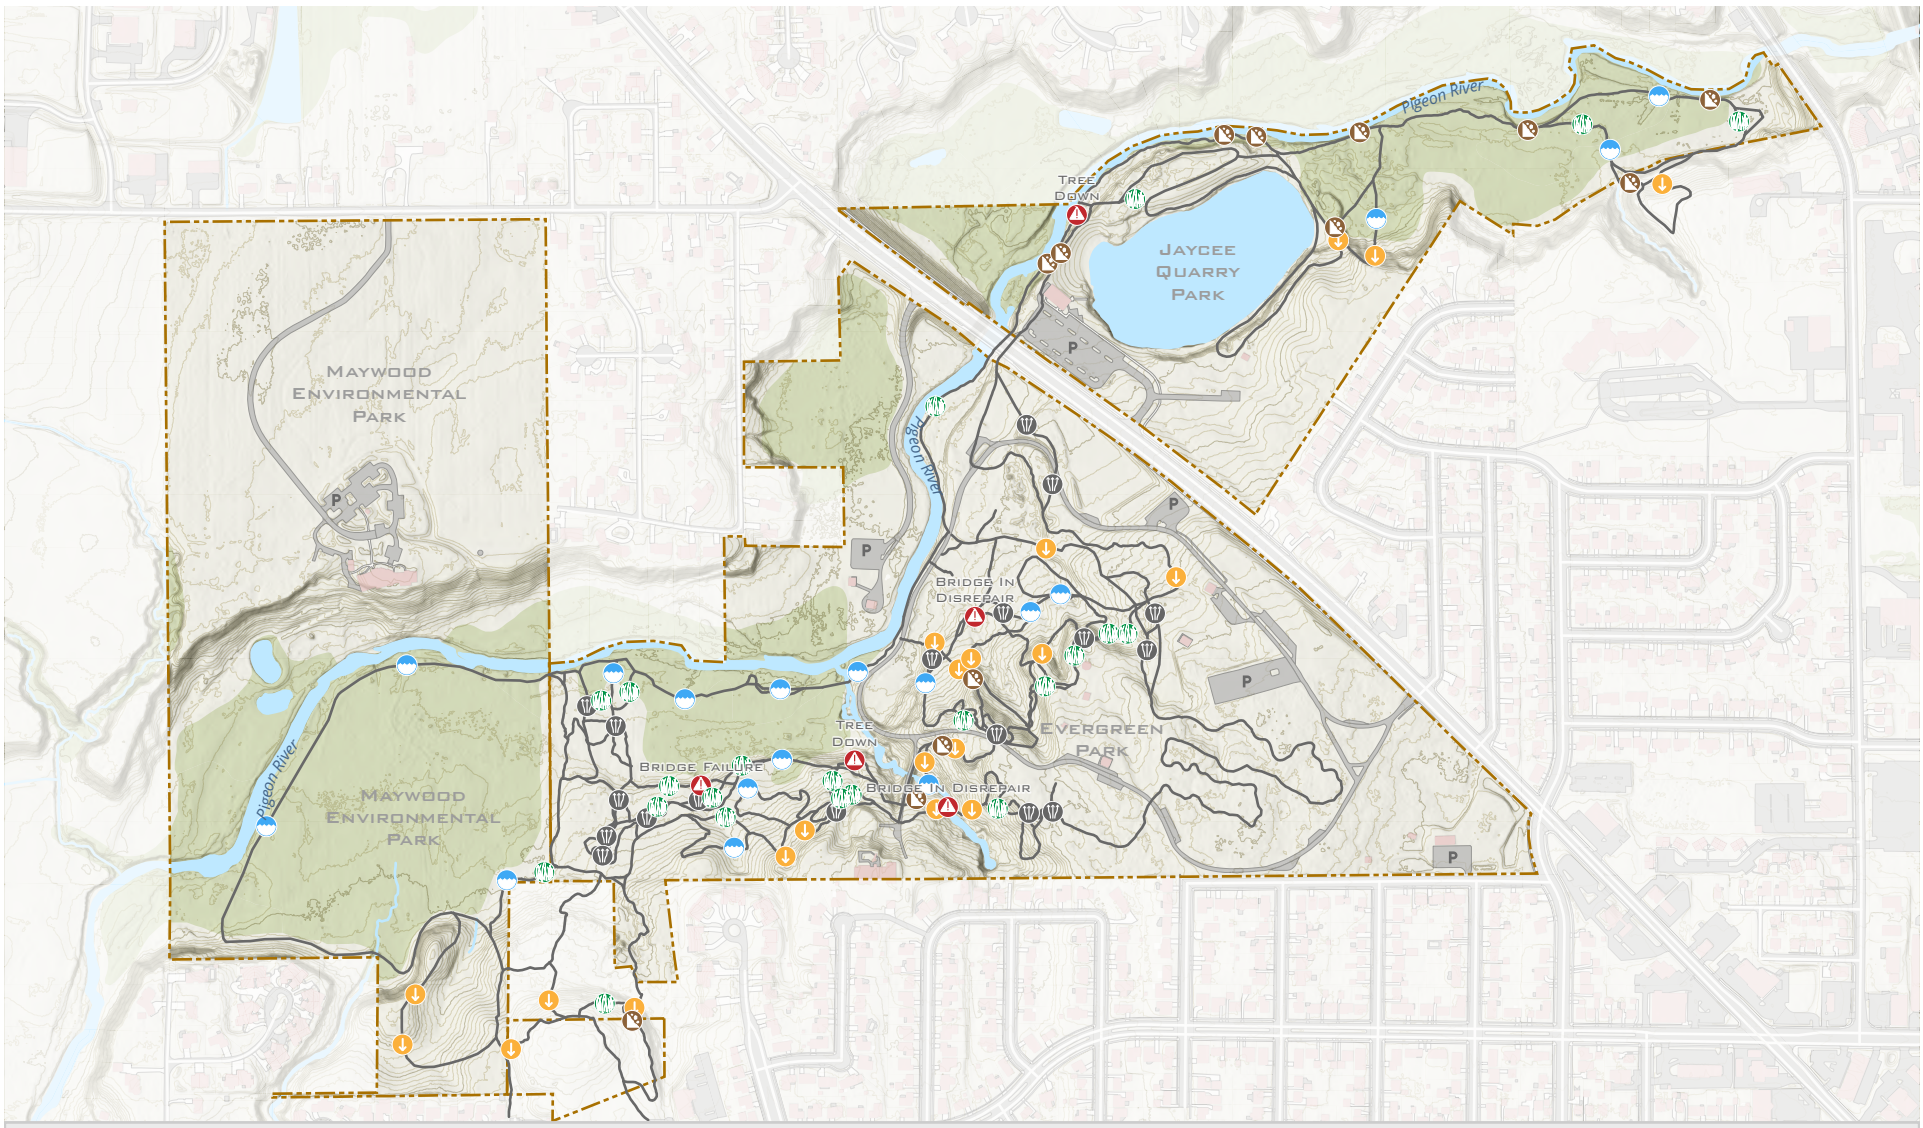 Pigeon River
TREE
DOWN
JAYCEE
QUARRY
PARK
P
MAYWOOD
ENVIRONMENTAL
PARK
P
Pigeon River
P
P
BRIDGE IN
DISREPAIR
P
EVERGREEN
PARK
TREE
DOWN
BRIDGE FAILURE
BRIDGE IN DISREPAIR
Pigeon River
MAYWOOD
ENVIRONMENTAL
PARK
P